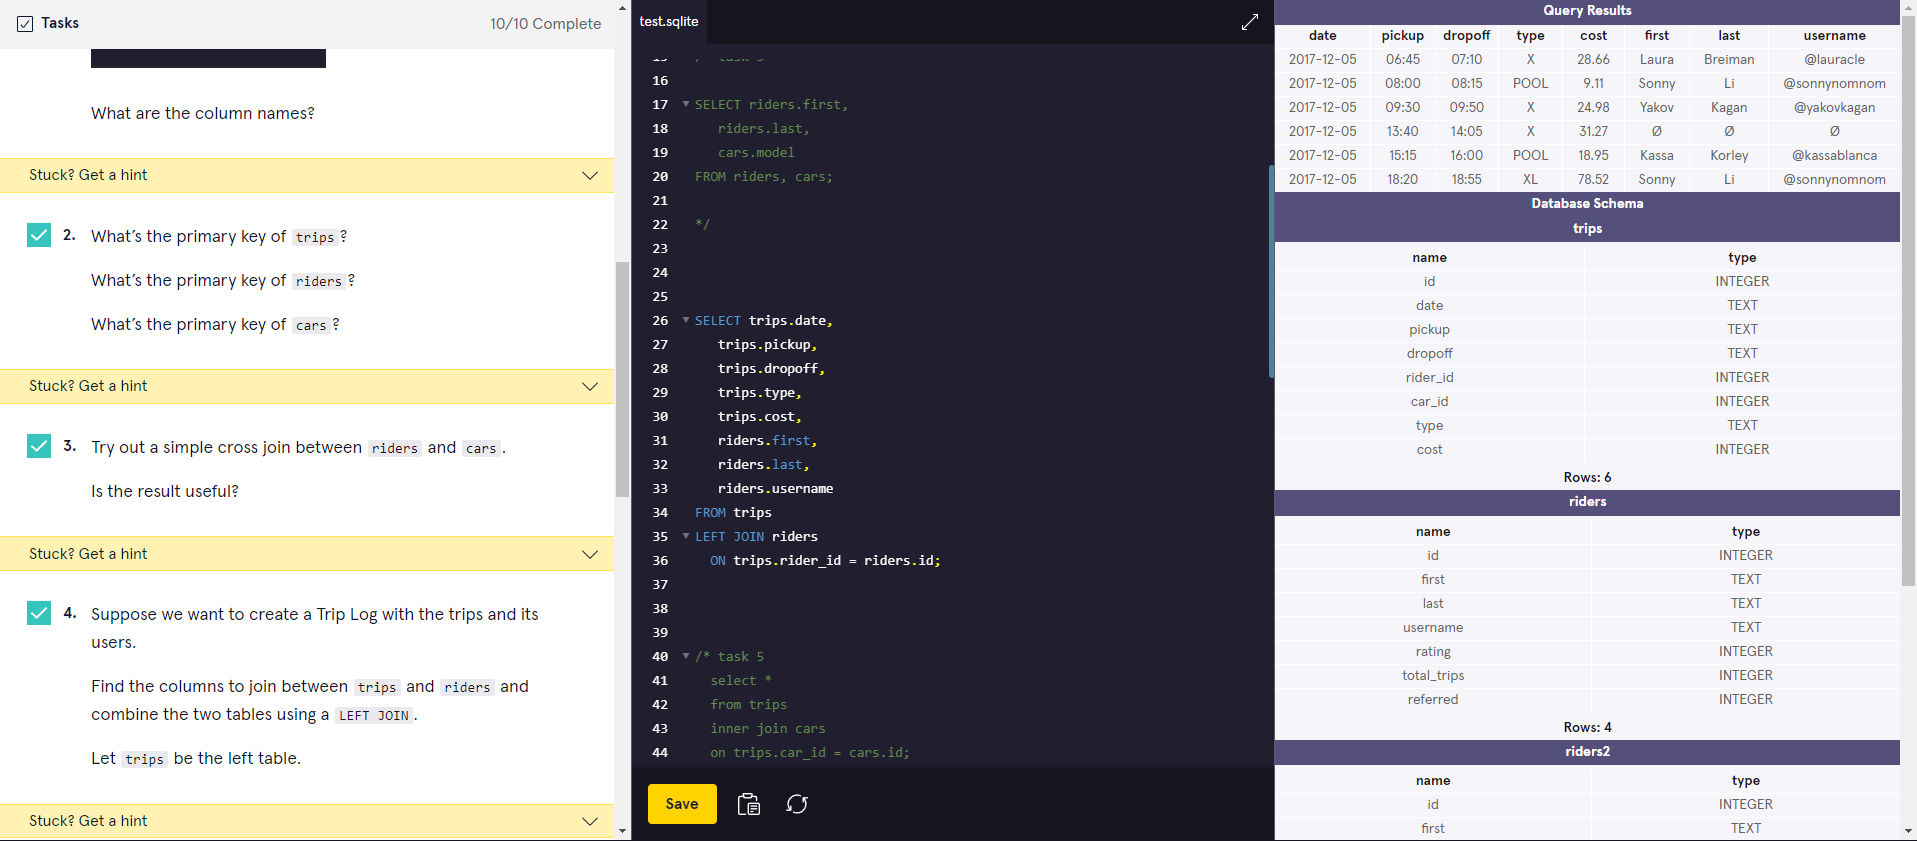 Tasks
10/10 Complete
What are the column names?
Stuck? Get a hint
2. What's the primary key of trips?
What's the primary key of riders?
What's the primary key of cars?
Stuck? Get a hint
3. Try out a simple cross join between riders and cars.
Is the result useful?
Stuck? Get a hint
4. Suppose we want to create a Trip Log with the trips and its
users.
Find the columns to join between trips and riders and
combine the two tables using a LEFT JOIN.
Let trips be the left table.
Stuck? Get a hint
test.sqlite
16
17 SELECT riders.first,
18 riders.last,
19 cars.model
20 FROM riders, cars;
21
22 */
23
24
25
26 SELECT trips.date,
27 trips.pickup,
28 trips.dropoff,
29 trips.type,
30 trips.cost,
31 riders.first,
32 riders.last,
33 riders.username
34 FROM trips
35 LEFT JOIN riders
36 ON trips.rider_id = riders.id;
37
38
39
40 /* task 5
41 select *
42 from trips
43 inner join cars
44 on trips.car_id = cars.id;
Save
Query Results
date pickup dropoff type cost first last username
2017-12-05 06:45 07:10 X 28.66 Laura Breiman @lauracle
2017-12-05 08:00 08:15 POOL 9.11 Sonny Li @sonnynomnom
2017-12-05 09:30 09:50 X 24.98 Yakov Kagan @yakovkagan
2017-12-05 13:40 14:05 X 31.27 Ø Ø Ø
2017-12-05 15:15 16:00 POOL 18.95 Kassa Korley @kassablanca
2017-12-05 18:20 18:55 XL 78.52 Sonny Li @sonnynomnom
Database Schema
trips
name type
id INTEGER
date TEXT
pickup TEXT
dropoff TEXT
rider_id INTEGER
car_id INTEGER
type TEXT
cost INTEGER
Rows: 6
riders
name type
id INTEGER
first TEXT
last TEXT
username TEXT
rating INTEGER
total_trips INTEGER
referred INTEGER
Rows: 4
riders2
name type
id INTEGER
first TEXT